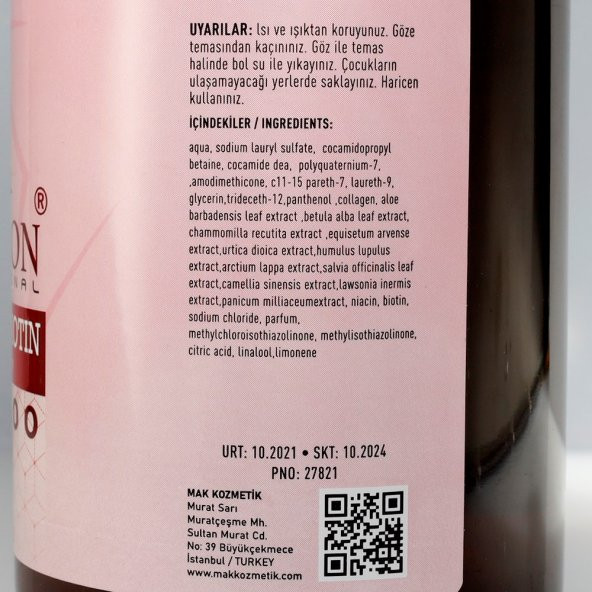 UYARILAR: Isı ve ışıktan koruyunuz. Göze
temasından kaçınınız. Göz ile temas
halinde bol su ile yıkayınız. Çocukların
ulaşamayacağı yerlerde saklayınız. Haricen
kullanınız.
İÇİNDEKİLER / INGREDIENTS:
aqua, sodium lauryl sulfate, cocamidopropyl
betaine, cocamide dea, polyquaternium-7,
,amodimethicone, c11-15 pareth-7, laureth-9,
glycerin,trideceth-12,panthenol ,collagen, aloe
barbadensis leaf extract ,betula alba leaf extract,
chammomilla recutita extract ,equisetum arvense
extract,urtica dioica extract,humulus lupulus
extract,arctium lappa extract,salvia officinalis leaf
extract,camellia sinensis extract,lawsonia inermis
extract,panicum milliaceumextract, niacin, biotin,
sodium chloride, parfum,
methylchloroisothiazolinone, methylisothiazolinone,
citric acid, linalool,limonene
URT: 10.2021 • SKT: 10.2024
PNO: 27821
MAK KOZMETİK
Murat Sarı
Muratçeşme Mh.
Sultan Murat Cd.
No: 39 Büyükçekmece
İstanbul / TURKEY
www.makkozmetik.com
®
ON
NAL
OTIN
OO